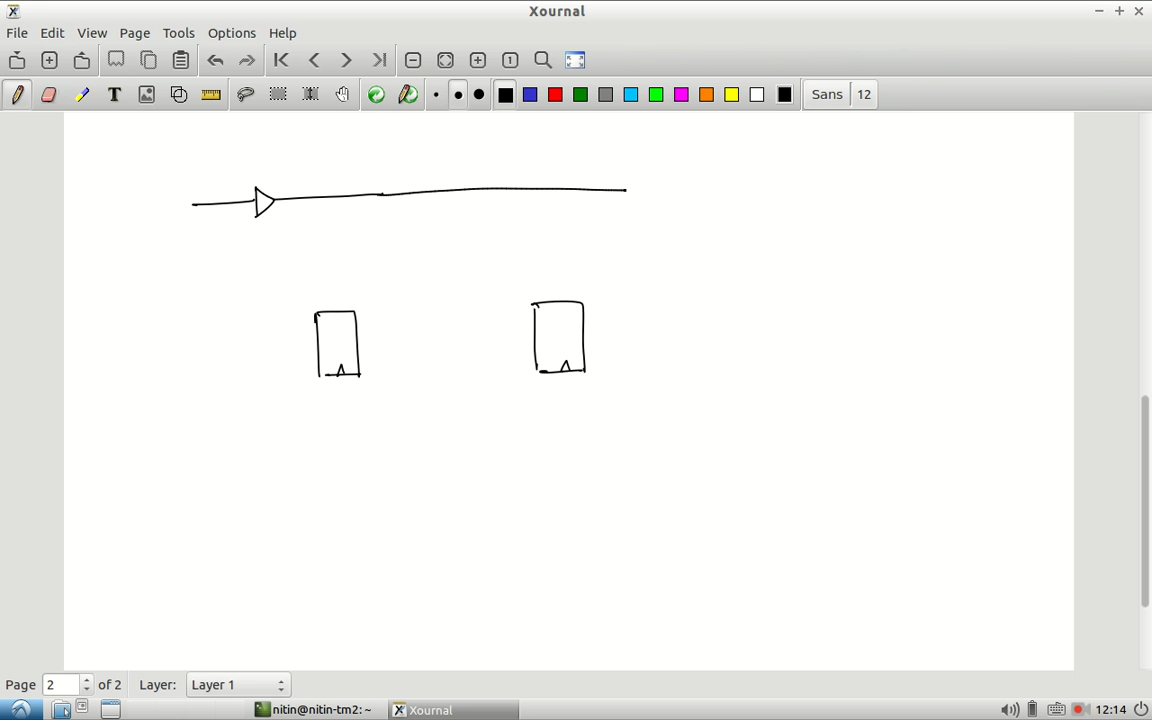 Xournal
File Edit View Page Tools Options Help
Sans 12
Page 2 of 2 Layer: Layer 1
nitin@nitin-tm2: ~ Xournal 12:14